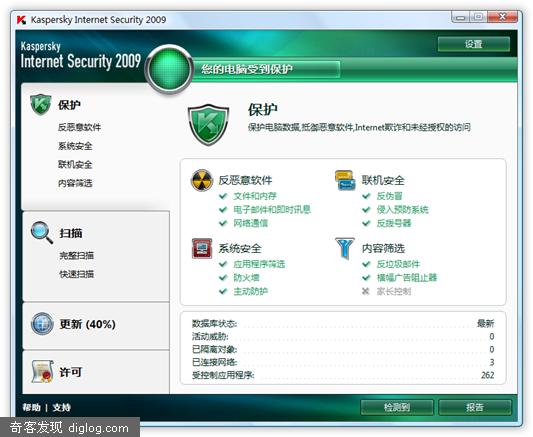 Kaspersky Internet Security 2009
Kaspersky
Internet Security 2009
设置
您的电脑受到保护
保护
反恶意软件
系统安全
联机安全
内容筛选
扫描
完整扫描
快速扫描
更新 (40%)
许可
保护
保护电脑数据,抵御恶意软件,Internet欺诈和未经授权的访问
反恶意软件
文件和内存
电子邮件和即时讯息
网络通信
联机安全
反伪冒
侵入预防系统
反拨号器
系统安全
应用程序筛选
防火墙
主动防护
内容筛选
反垃圾邮件
横幅广告阻止器
家长控制
数据库状态: 最新
活动威胁: 0
已隔离对象: 0
已连接网络: 3
受控制应用程序: 262
帮助 | 支持
检测到
报告
奇客发现 diglog.com